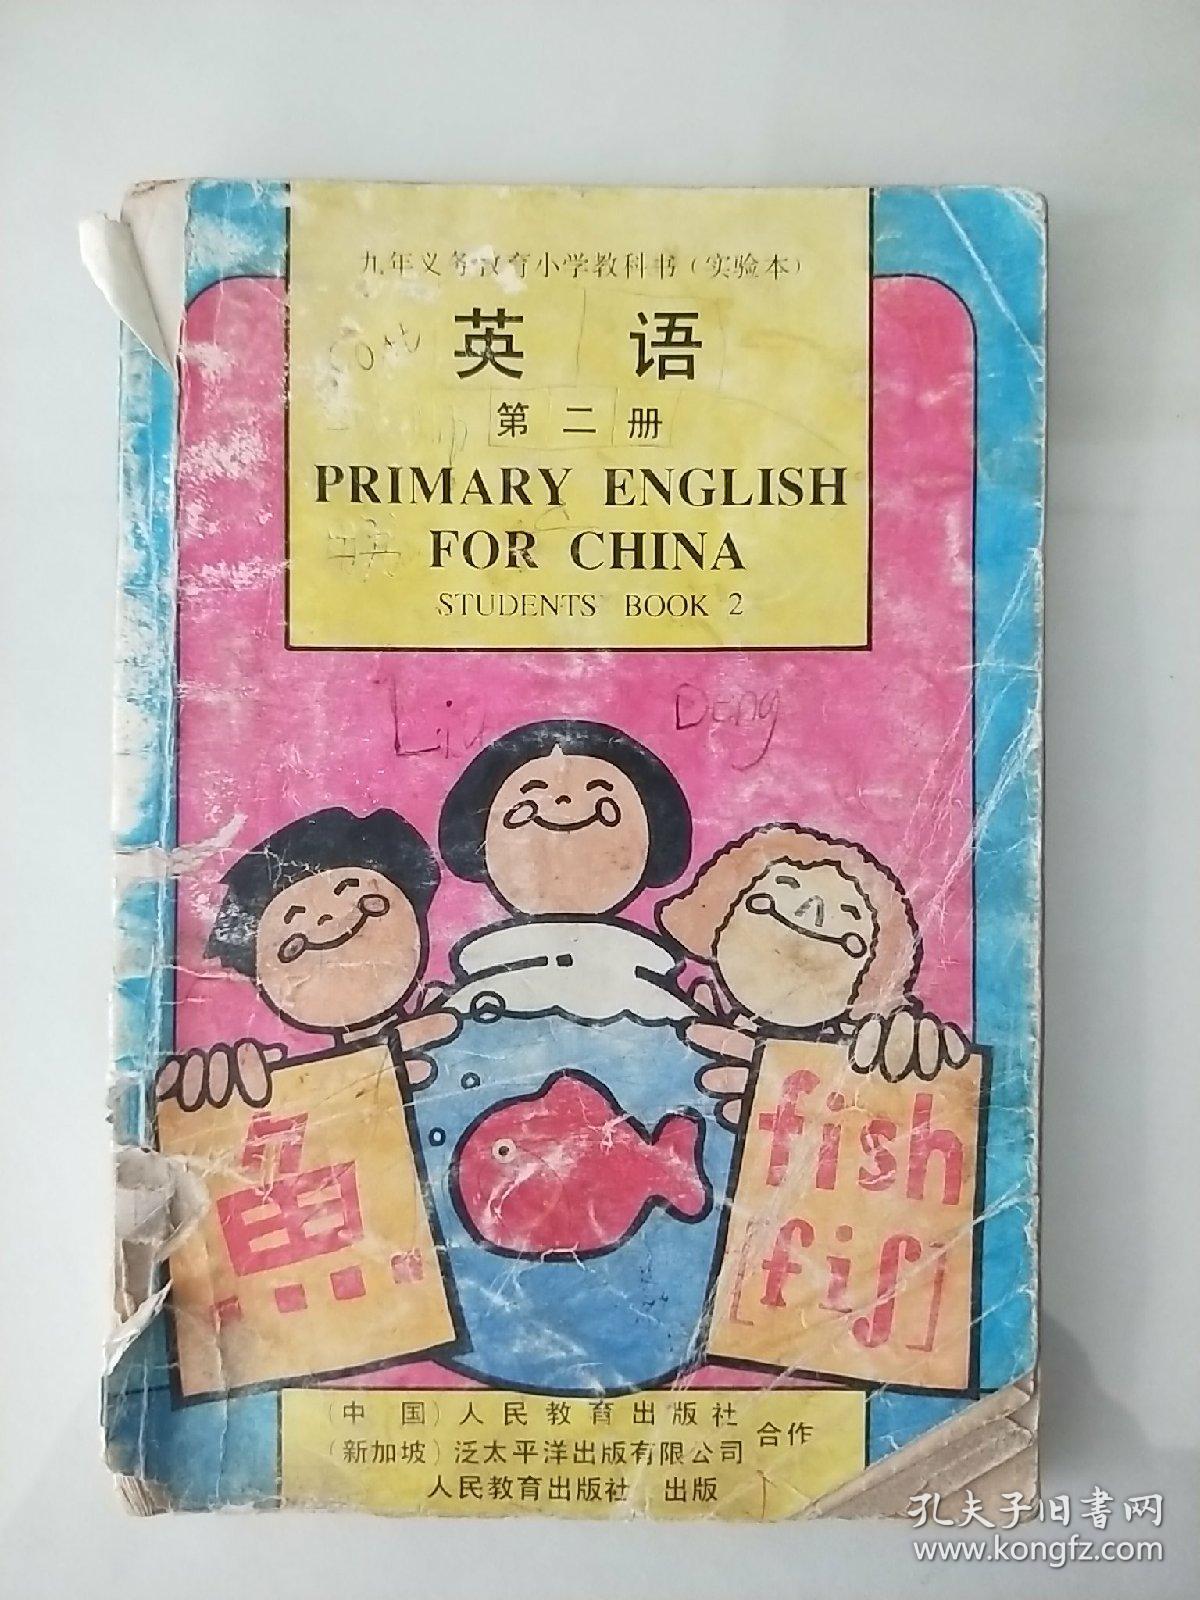 九年义务教育小学教科书（实验本）
英 语
第 二 册
PRIMARY ENGLISH
FOR CHINA
STUDENTS' BOOK 2
Liu Deng
鱼
fish
[fiʃ]
（中 国）人 民 教 育 出 版 社
（新加坡）泛太平洋出版有限公司
合作
人民教育出版社 出版
孔夫子旧书网
www.kongfz.com